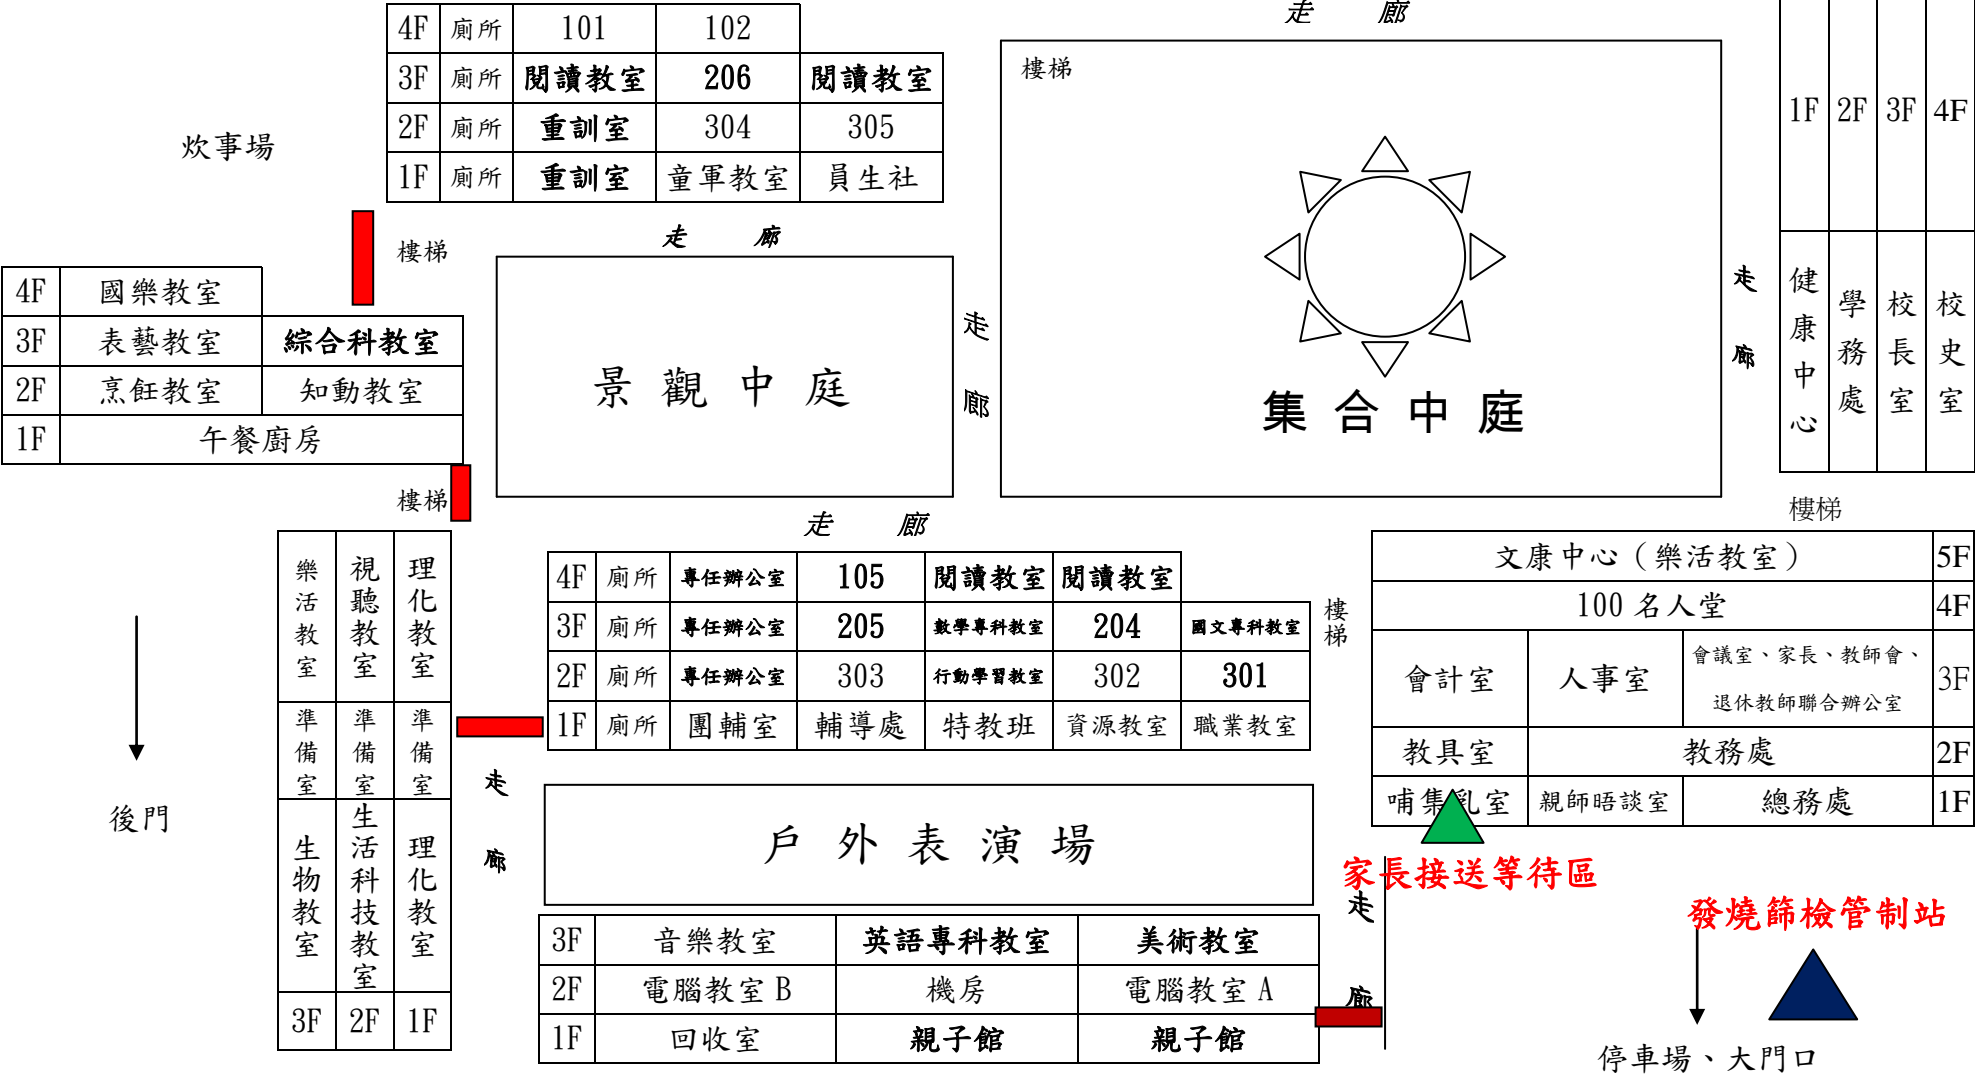 走 廊
4F 廁所 101 102
3F 廁所 閱讀教室 206 閱讀教室
2F 廁所 重訓室 304 305
1F 廁所 重訓室 童軍教室 員生社
炊事場
樓梯
走 廊
樓梯
集合中庭
走廊
1F 2F 3F 4F
健康中心 學務處 校長室 校史室
樓梯
4F 國樂教室
3F 表藝教室 綜合科教室
2F 烹飪教室 知動教室
1F 午餐廚房
景觀中庭
走廊
樓梯
走 廊
樂活教室 視聽教室 理化教室
準備室 準備室 準備室
生物教室 生活科技教室 理化教室
3F 2F 1F
後門
走廊
4F 廁所 專任辦公室 105 閱讀教室 閱讀教室
3F 廁所 專任辦公室 205 數學專科教室 204 國文專科教室
2F 廁所 專任辦公室 303 行動學習教室 302 301
1F 廁所 團輔室 輔導處 特教班 資源教室 職業教室
樓梯
文康中心（樂活教室） 5F
100 名人堂 4F
會計室 人事室 會議室、家長、教師會、
退休教師聯合辦公室 3F
教具室 教務處 2F
哺集乳室 親師晤談室 總務處 1F
戶外表演場
家長接送等待區
走廊
發燒篩檢管制站
3F 音樂教室 英語專科教室 美術教室
2F 電腦教室 B 機房 電腦教室 A
1F 回收室 親子館 親子館
停車場、大門口